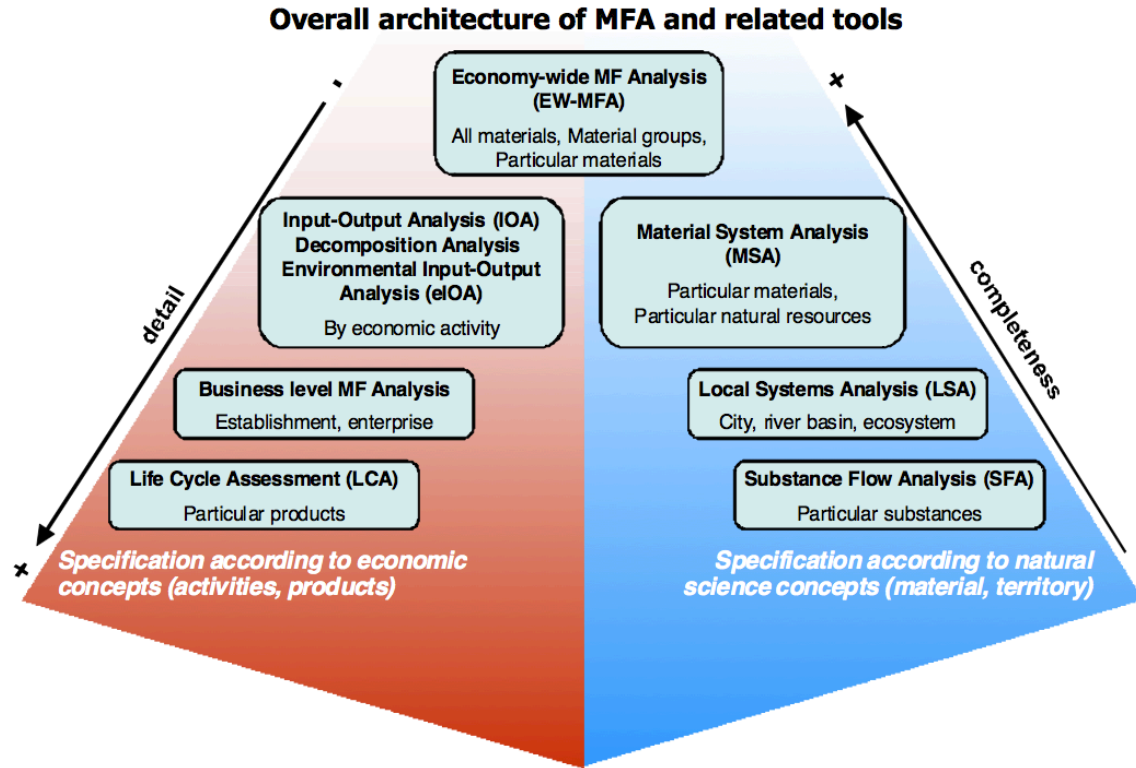 Overall architecture of MFA and related tools
-
+
Economy-wide MF Analysis
(EW-MFA)
All materials, Material groups,
Particular materials
Input-Output Analysis (IOA)
Decomposition Analysis
Environmental Input-Output
Analysis (eIOA)
By economic activity
Material System Analysis
(MSA)
Particular materials,
Particular natural resources
detail
completeness
Business level MF Analysis
Establishment, enterprise
Local Systems Analysis (LSA)
City, river basin, ecosystem
Life Cycle Assessment (LCA)
Particular products
Substance Flow Analysis (SFA)
Particular substances
+
Specification according to economic
concepts (activities, products)
Specification according to natural
science concepts (material, territory)